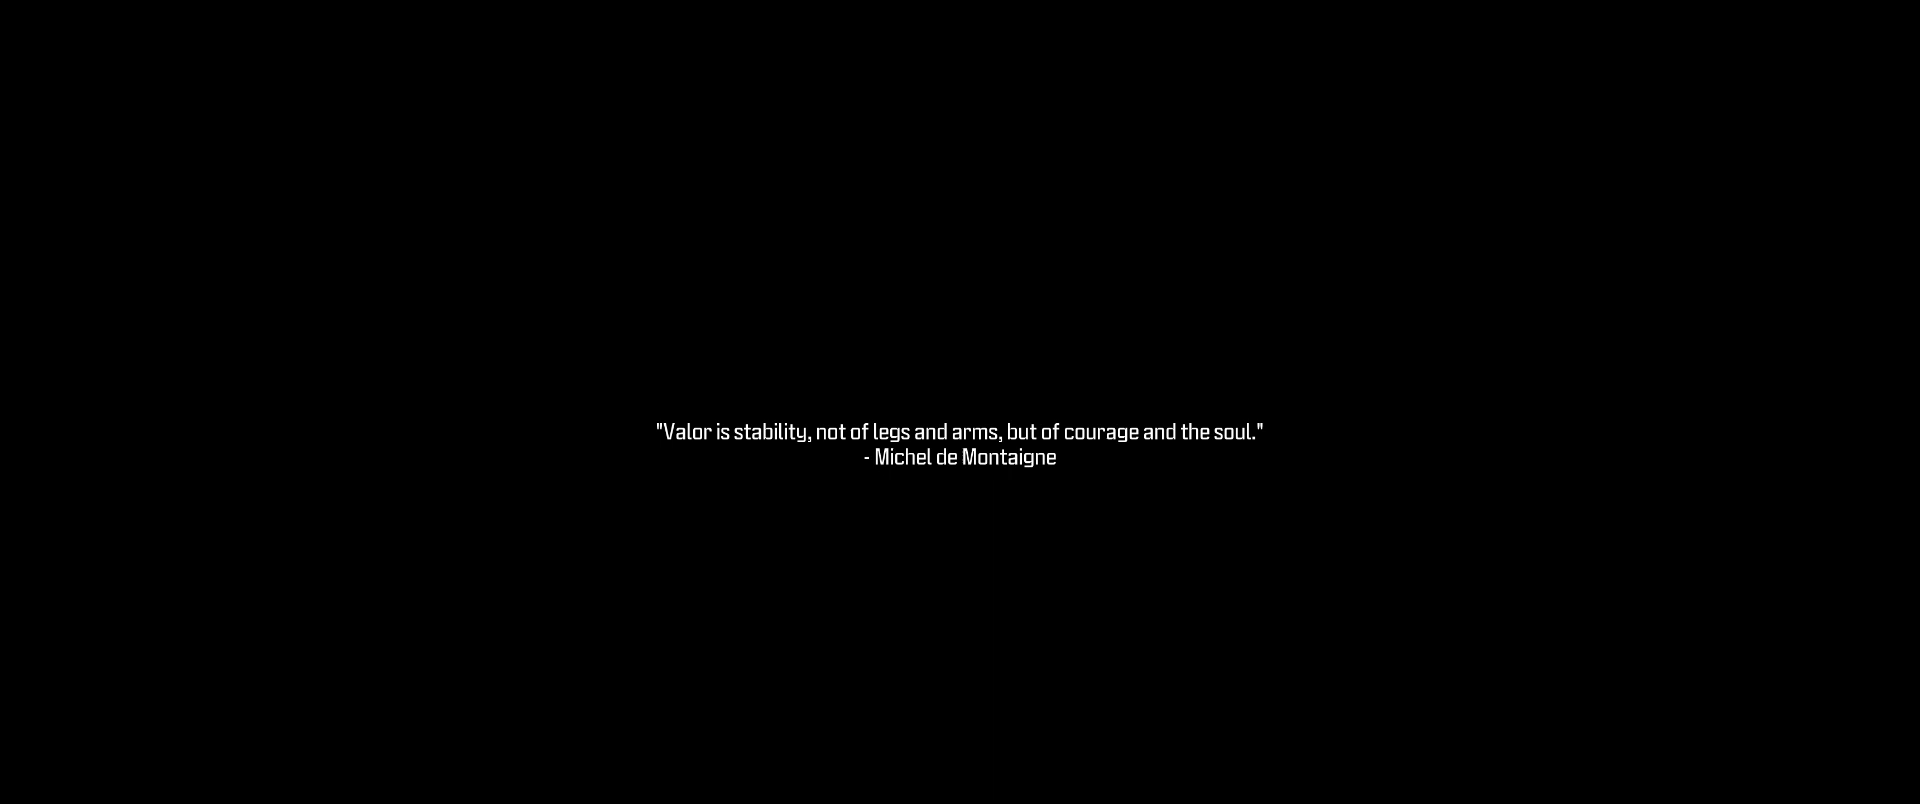 "Valor is stability, not of legs and arms, but of courage and the soul."
- Michel de Montaigne